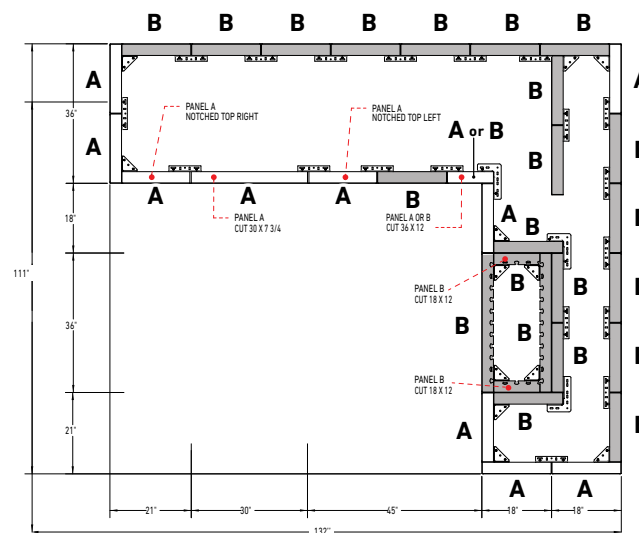 B B B B B B B
A
A
36"
18"
111"
36"
21"
PANEL A
NOTCHED TOP RIGHT
PANEL A
NOTCHED TOP LEFT
A or B
B
B
A
A
A
A
B
PANEL A
CUT 30 X 7 3/4
PANEL A OR B
CUT 36 X 12
A
B
PANEL B
CUT 18 X 12
B
B
B
B
B
PANEL B
CUT 18 X 12
B
A
A
A
21"
30"
45"
18"
18"
132"